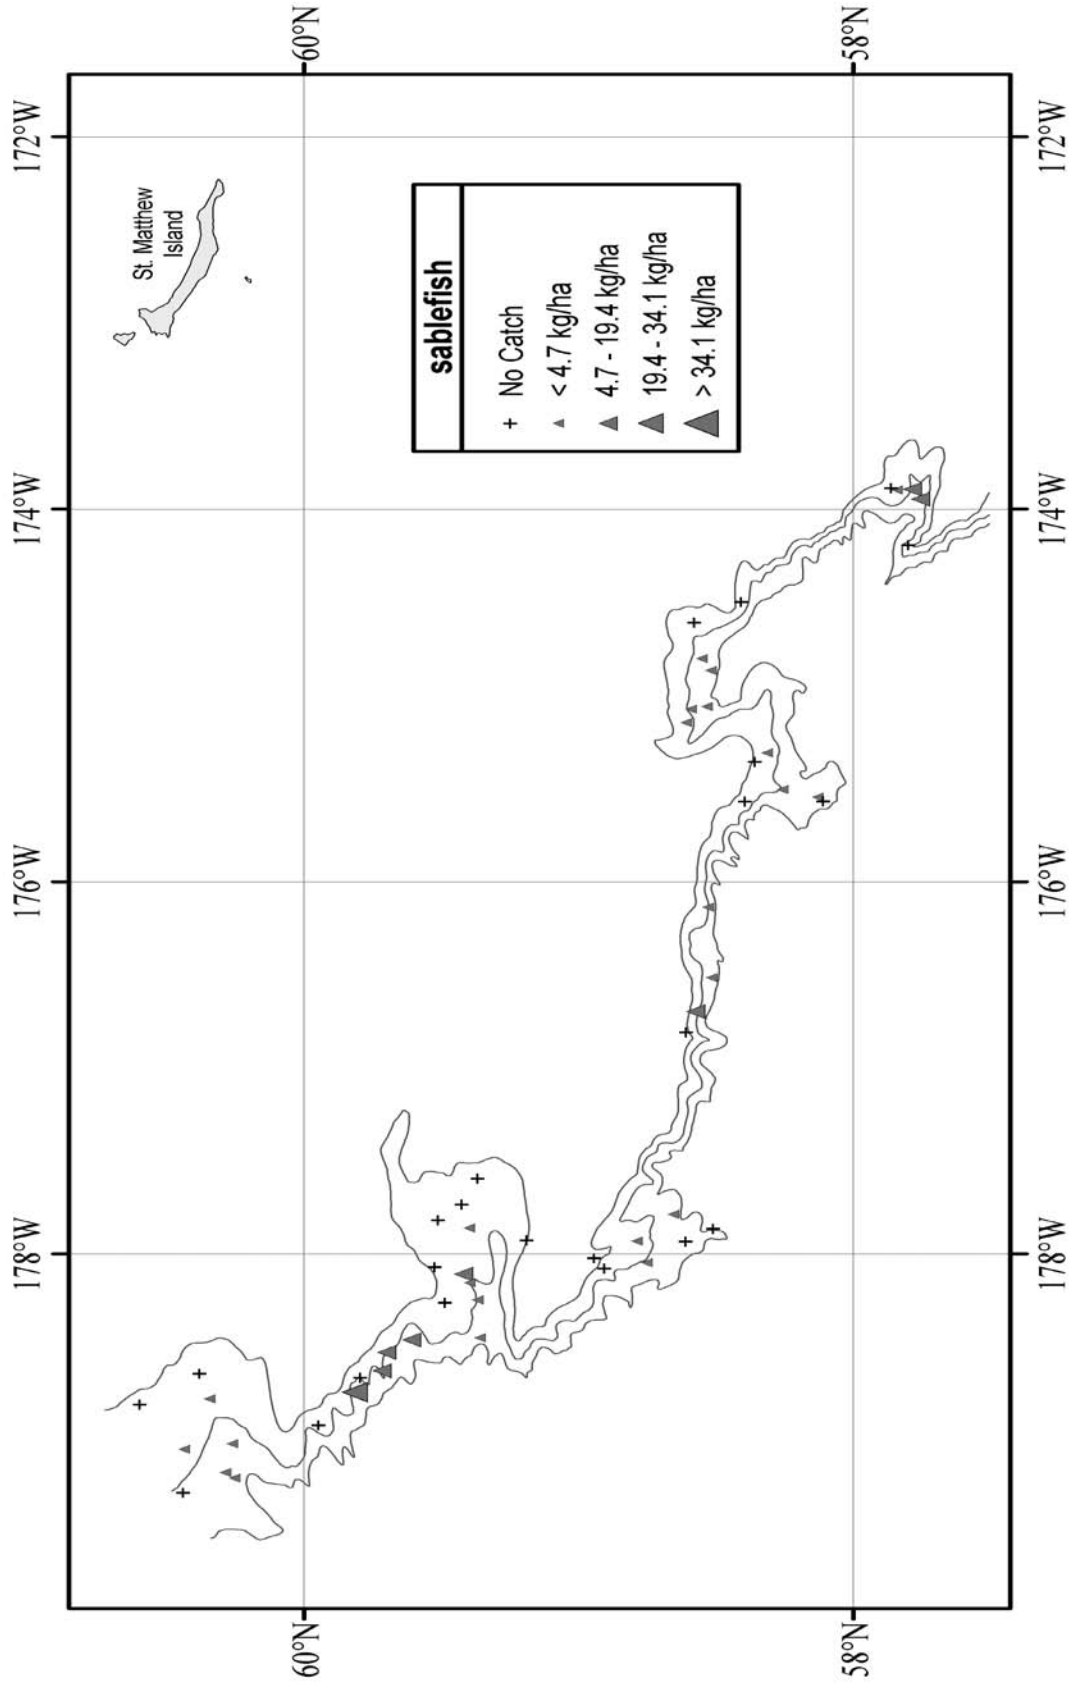 178°W
176°W
174°W
172°W
60°N
60°N
St. Matthew
Island
sablefish
No Catch
< 4.7 kg/ha
4.7 - 19.4 kg/ha
19.4 - 34.1 kg/ha
> 34.1 kg/ha
58°N
58°N
178°W
176°W
174°W
172°W